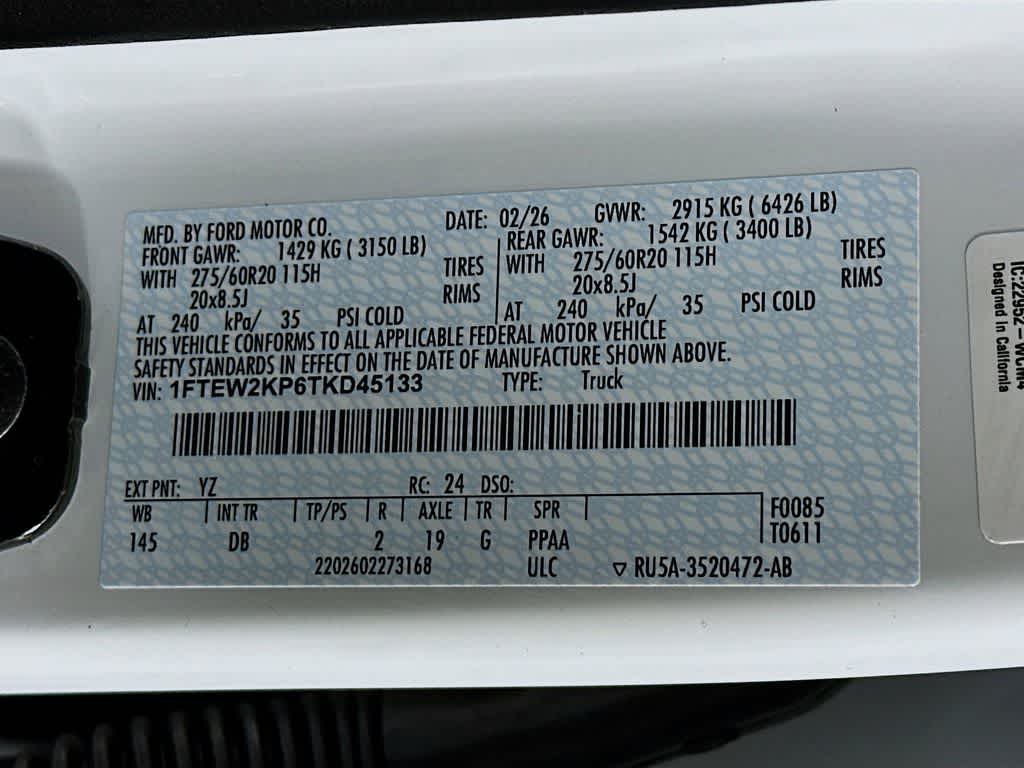 MFD. BY FORD MOTOR CO. DATE: 02/26 GVWR: 2915 KG ( 6426 LB)
FRONT GAWR: 1429 KG ( 3150 LB) REAR GAWR: 1542 KG ( 3400 LB)
WITH 275/60R20 115H TIRES WITH 275/60R20 115H TIRES
20x8.5J RIMS 20x8.5J RIMS
AT 240 kPa/ 35 PSI COLD AT 240 kPa/ 35 PSI COLD
THIS VEHICLE CONFORMS TO ALL APPLICABLE FEDERAL MOTOR VEHICLE
SAFETY STANDARDS IN EFFECT ON THE DATE OF MANUFACTURE SHOWN ABOVE.
VIN: 1FTEW2KP6TKD45133 TYPE: Truck
EXT PNT: YZ RC: 24 DSO:
WB INT TR TP/PS R AXLE TR SPR F0085
145 DB 2 19 G PPAA T0611
2202602273168 ULC ▽ RU5A-3520472-AB
IC:22952-WCM4
Designed In California